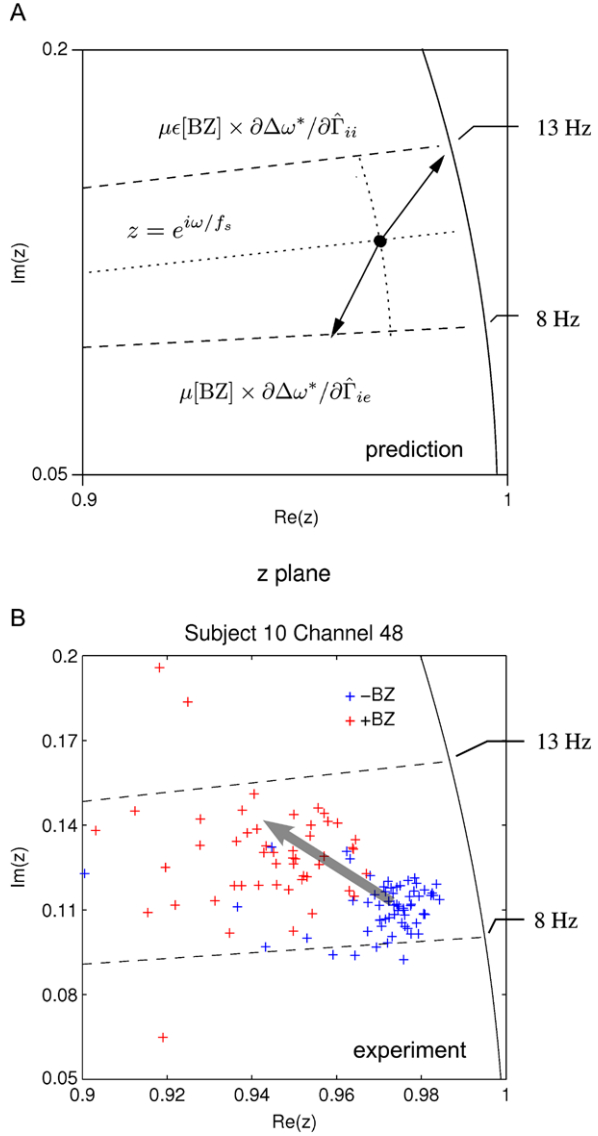 A
0.2
13 Hz
με[BZ] × ∂Δω*/∂Γ̂ᵢᵢ
z = e^{iω/f_s}
Im(z)
8 Hz
μ[BZ] × ∂Δω*/∂Γ̂ᵢₑ
prediction
0.05
0.9
1
Re(z)
z plane
B
Subject 10 Channel 48
0.2
−BZ
+BZ
0.17
13 Hz
0.14
Im(z)
0.11
8 Hz
0.08
experiment
0.05
0.9
0.92
0.94
0.96
0.98
1
Re(z)